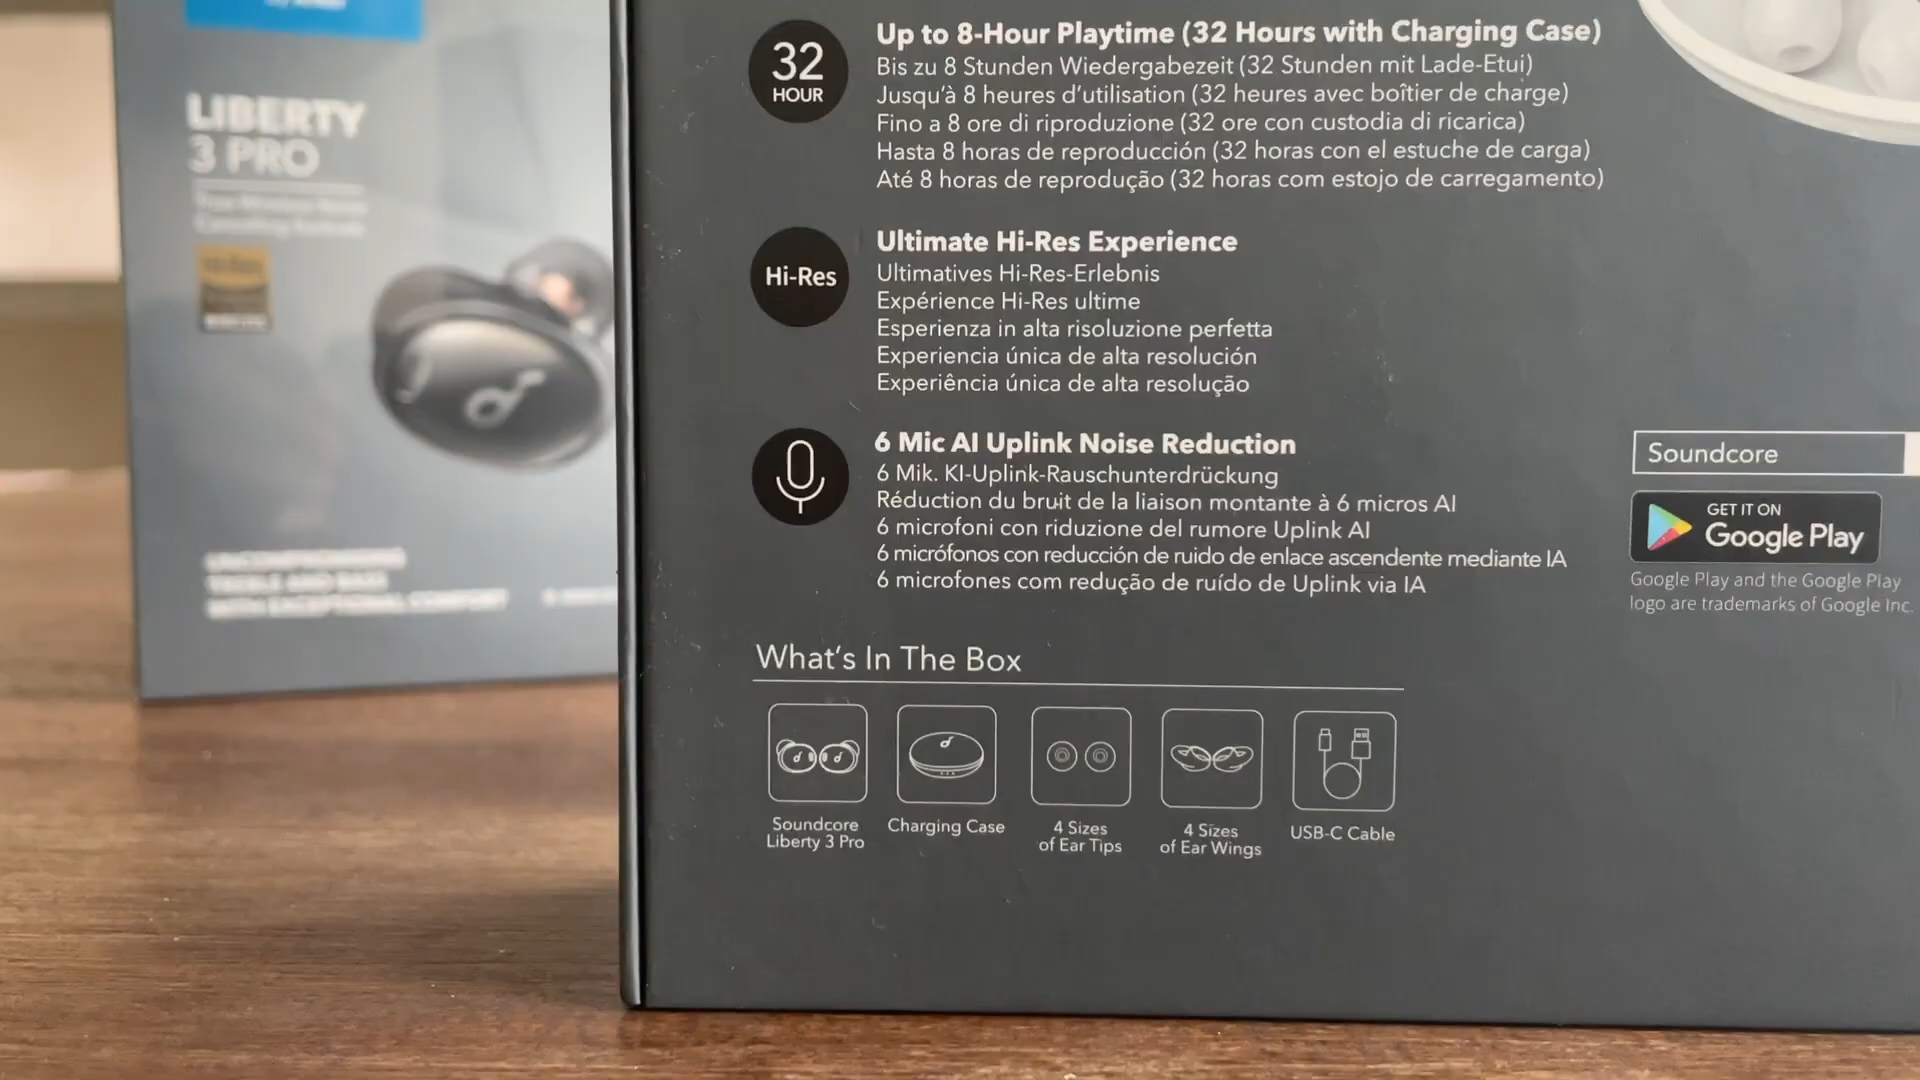 LIBERTY
3 PRO
UNCOMPROMISING
TREBLE AND BASS
WITH EXCEPTIONAL COMFORT
32
HOUR
Up to 8-Hour Playtime (32 Hours with Charging Case)
Bis zu 8 Stunden Wiedergabezeit (32 Stunden mit Lade-Etui)
Jusqu'à 8 heures d'utilisation (32 heures avec boîtier de charge)
Fino a 8 ore di riproduzione (32 ore con custodia di ricarica)
Hasta 8 horas de reproducción (32 horas con el estuche de carga)
Até 8 horas de reprodução (32 horas com estojo de carregamento)
Hi-Res
Ultimate Hi-Res Experience
Ultimatives Hi-Res-Erlebnis
Expérience Hi-Res ultime
Esperienza in alta risoluzione perfetta
Experiencia única de alta resolución
Experiência única de alta resolução
6 Mic AI Uplink Noise Reduction
6 Mik. KI-Uplink-Rauschunterdrückung
Réduction du bruit de la liaison montante à 6 micros AI
6 microfoni con riduzione del rumore Uplink AI
6 micrófonos con reducción de ruido de enlace ascendente mediante IA
6 microfones com redução de ruído de Uplink via IA
Soundcore
GET IT ON
Google Play
Google Play and the Google Play
logo are trademarks of Google Inc.
What's In The Box
Soundcore
Liberty 3 Pro
Charging Case
4 Sizes
of Ear Tips
4 Sizes
of Ear Wings
USB-C Cable